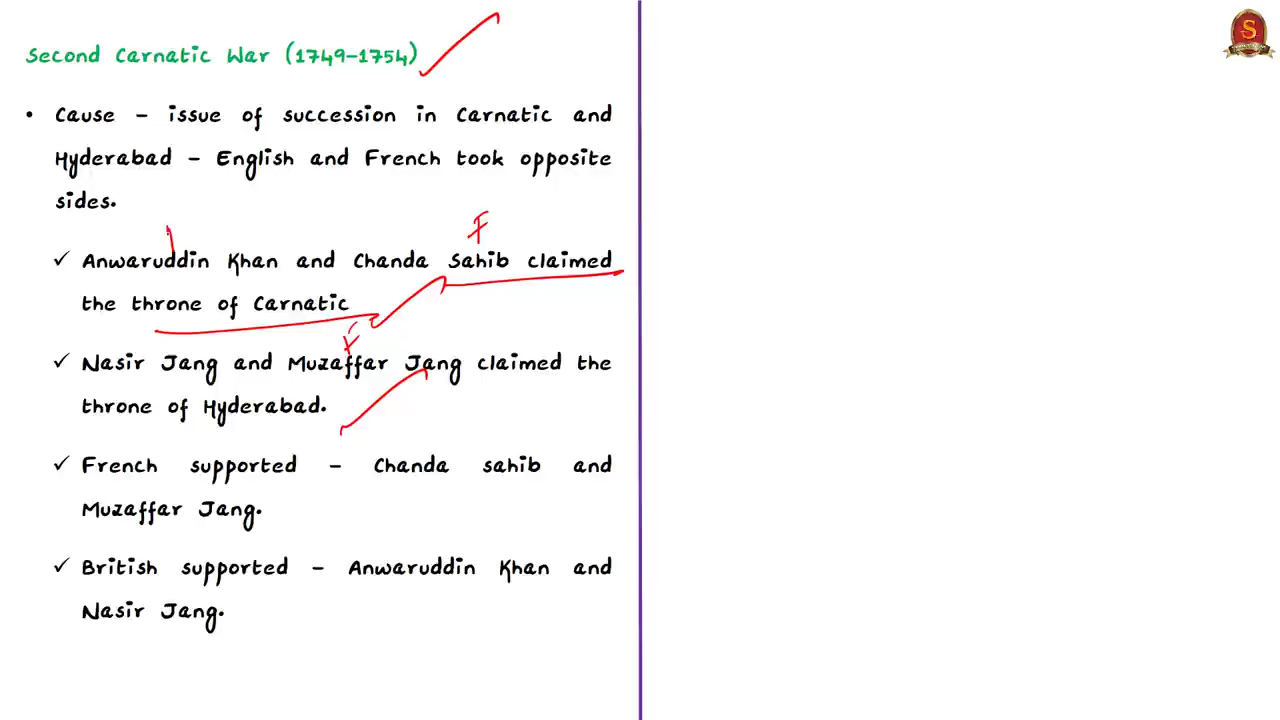 Second Carnatic War (1749-1754)
• Cause – issue of succession in Carnatic and
Hyderabad – English and French took opposite
sides.
F
✓ Anwaruddin Khan and Chanda Sahib claimed
the throne of Carnatic
F
✓ Nasir Jang and Muzaffar Jang claimed the
throne of Hyderabad.
✓ French supported – Chanda sahib and
Muzaffar Jang.
✓ British supported – Anwaruddin Khan and
Nasir Jang.
S